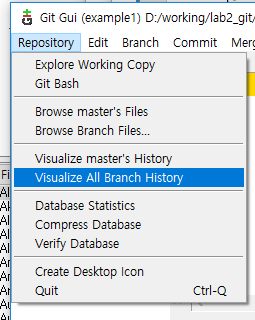 Git Gui (example1) D:/working/lab2_git/
Repository Edit Branch Commit Merg
Explore Working Copy
Git Bash
Browse master's Files
Browse Branch Files...
Visualize master's History
Visualize All Branch History
Database Statistics
Compress Database
Verify Database
Create Desktop Icon
Quit Ctrl-Q